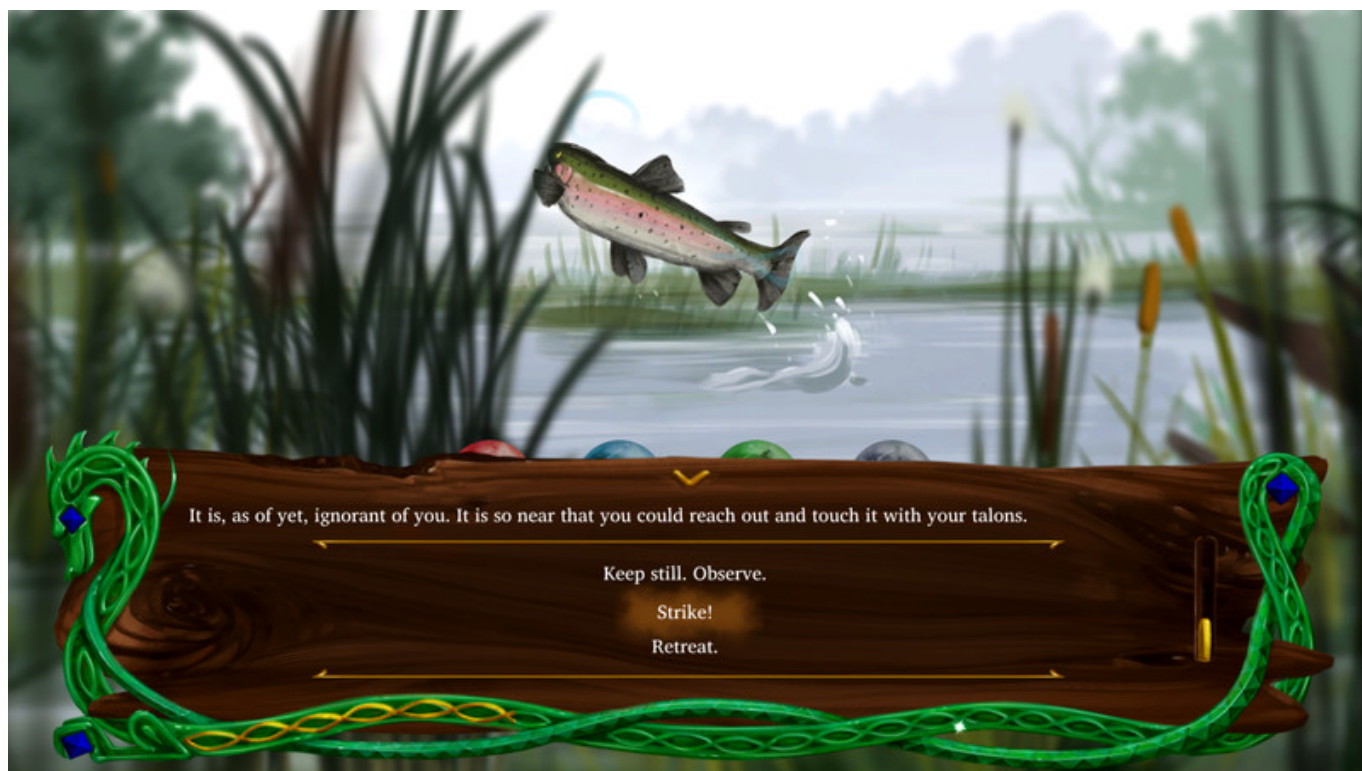 It is, as of yet, ignorant of you. It is so near that you could reach out and touch it with your talons.
Keep still. Observe.
Strike!
Retreat.